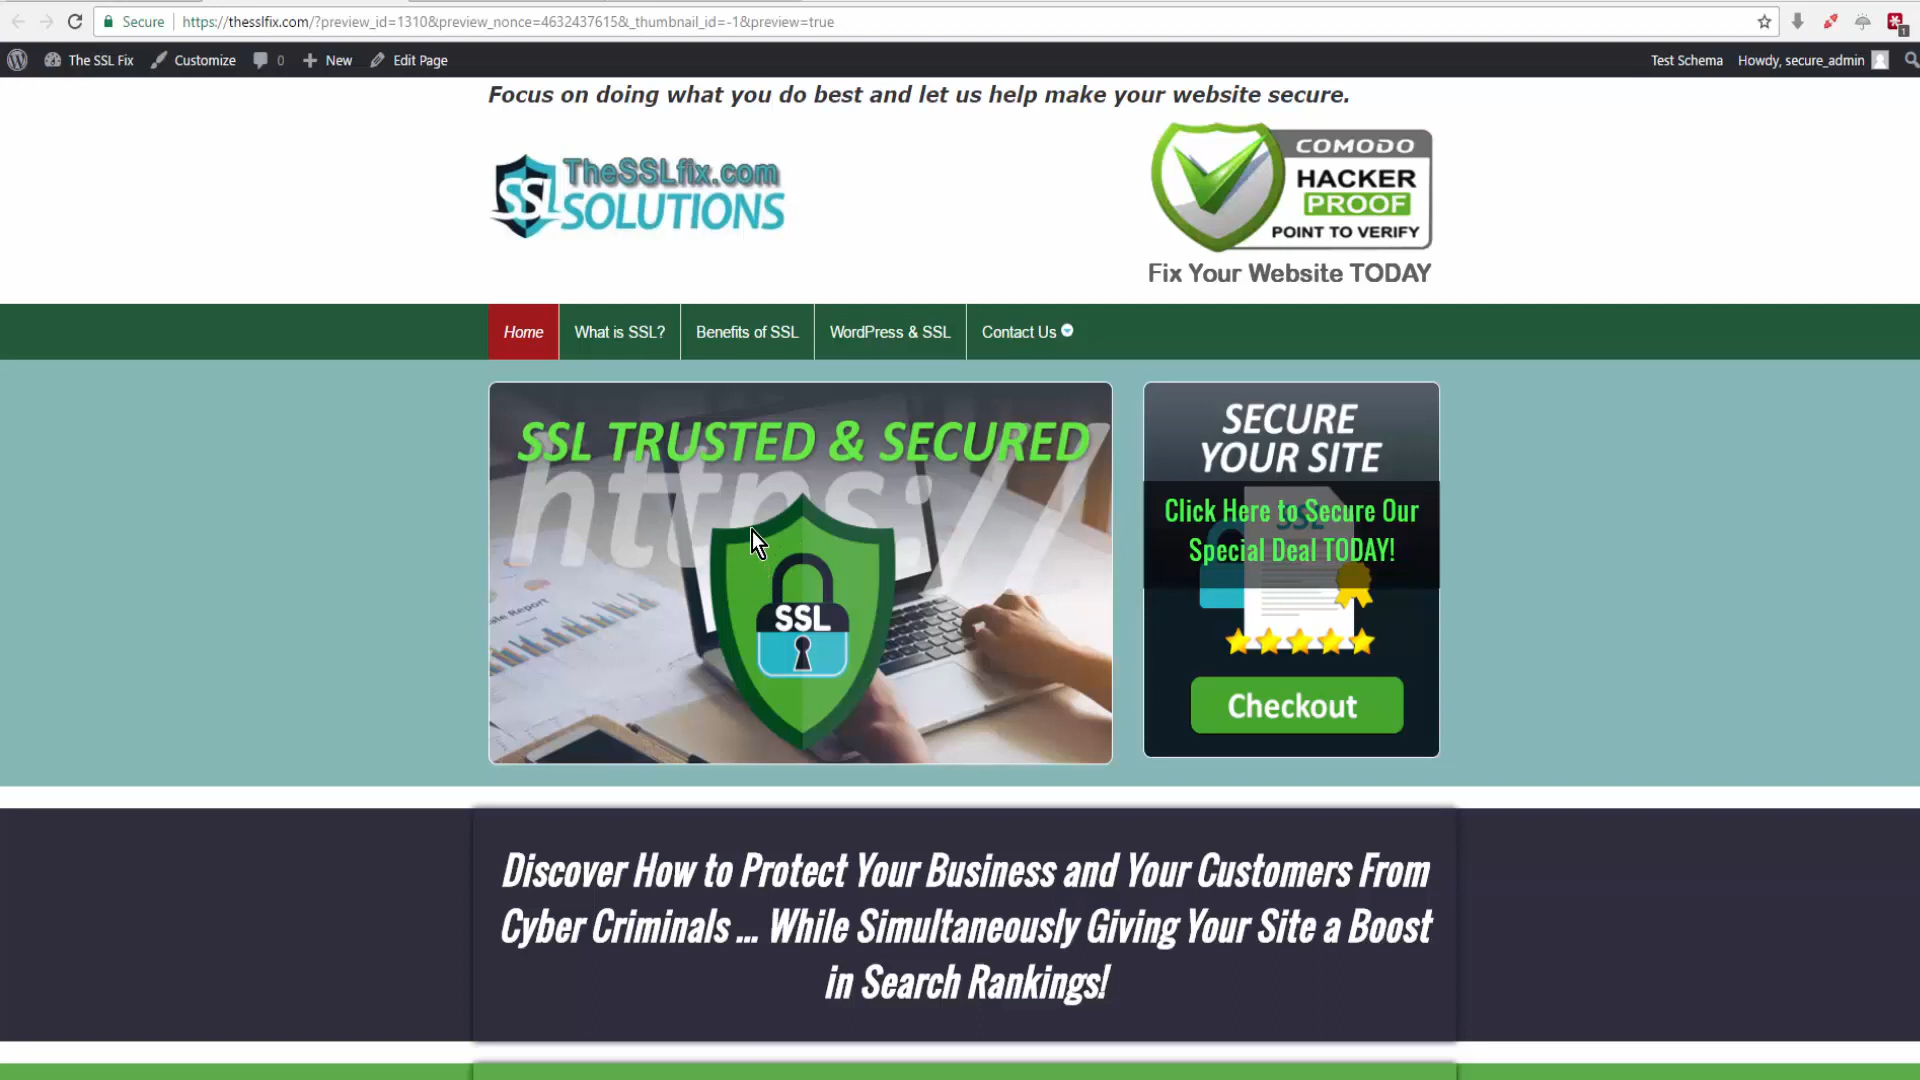 Secure https://thesslfix.com/?preview_id=1310&preview_nonce=4632437615&_thumbnail_id=-1&preview=true
1
The SSL Fix Customize 0 New Edit Page Test Schema Howdy, secure_admin
Focus on doing what you do best and let us help make your website secure.
TheSSLfix.com
SSL SOLUTIONS
COMODO
HACKER
PROOF
POINT TO VERIFY
Fix Your Website TODAY
Home What is SSL? Benefits of SSL WordPress & SSL Contact Us
SSL TRUSTED & SECURED
https://
SSL
SECURE
YOUR SITE
Click Here to Secure Our
Special Deal TODAY!
SSL
Checkout
Discover How to Protect Your Business and Your Customers From
Cyber Criminals ... While Simultaneously Giving Your Site a Boost
in Search Rankings!